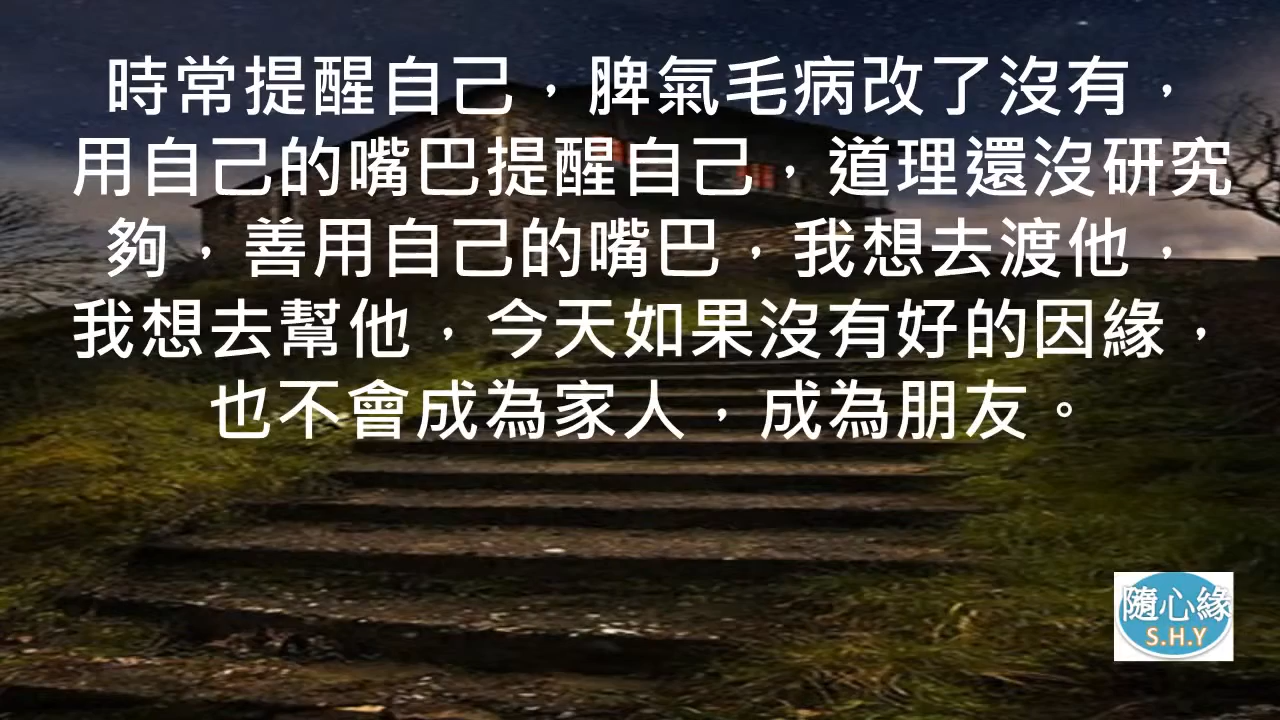 時常提醒自己，脾氣毛病改了沒有，
用自己的嘴巴提醒自己，道理還沒研究
夠，善用自己的嘴巴，我想去渡他，
我想去幫他，今天如果沒有好的因緣，
也不會成為家人，成為朋友。
隨心緣
S.H.Y